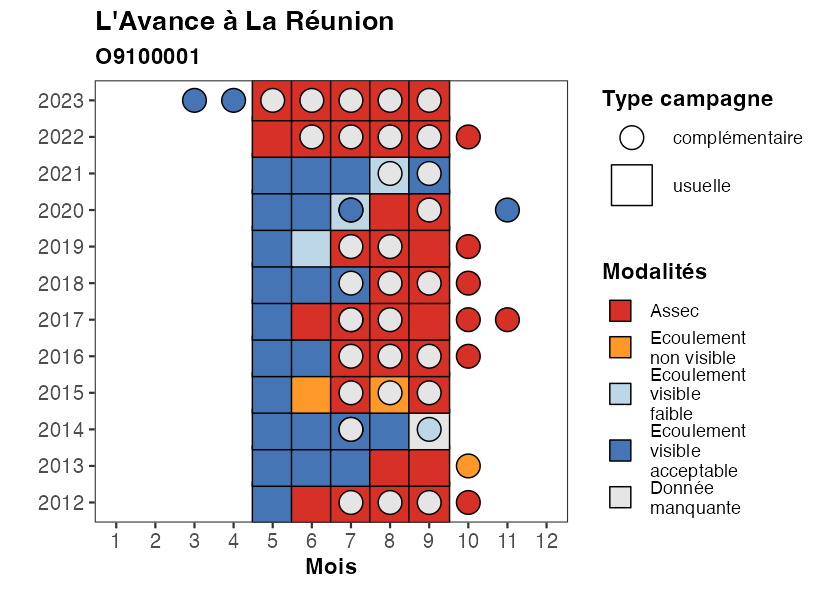 L'Avance à La Réunion
O9100001
2023
2022
2021
2020
2019
2018
2017
2016
2015
2014
2013
2012
1 2 3 4 5 6 7 8 9 10 11 12
Mois
Type campagne
complémentaire
usuelle
Modalités
Assec
Ecoulement
non visible
Ecoulement
visible
faible
Ecoulement
visible
acceptable
Donnée
manquante